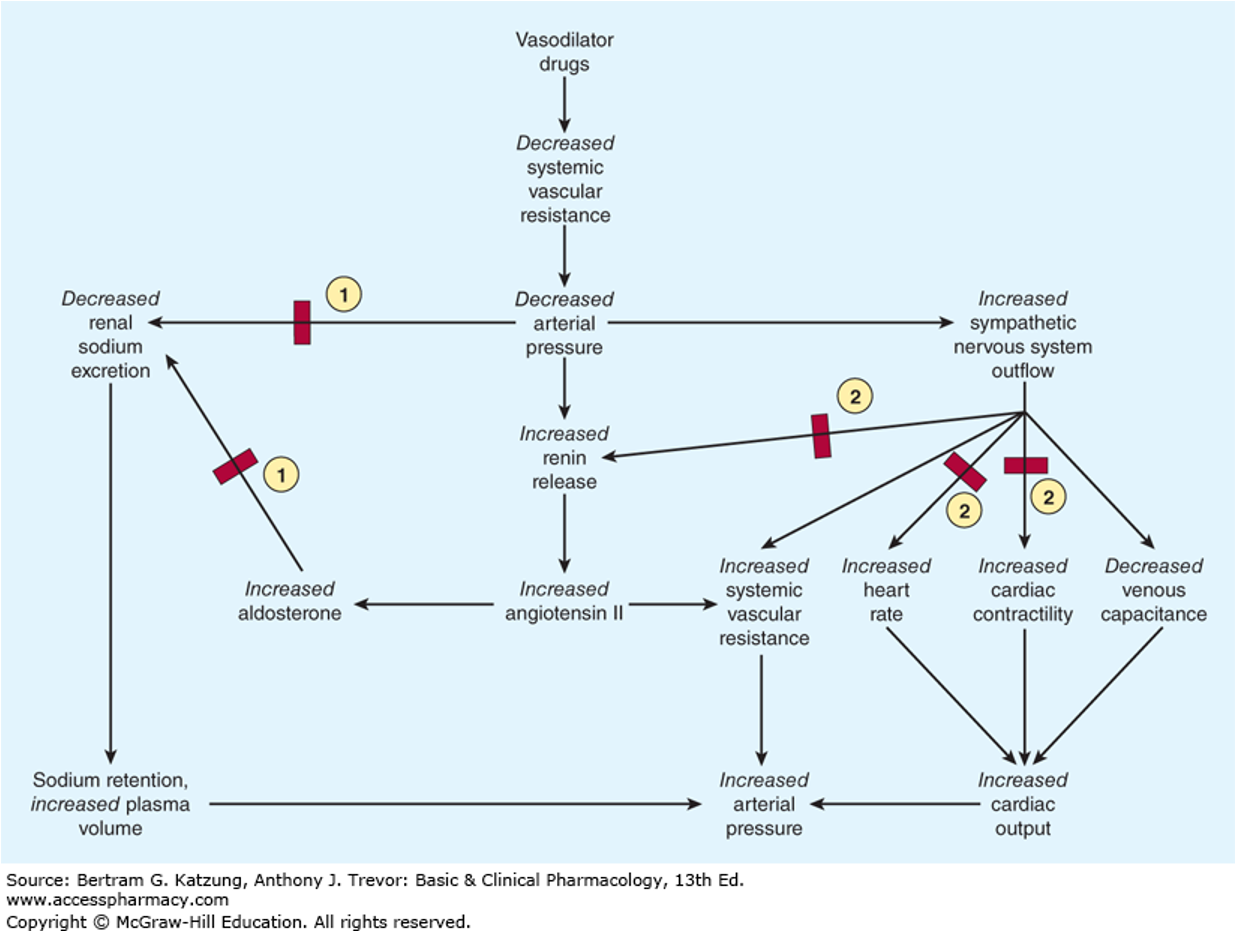 Vasodilator
drugs
Decreased
systemic
vascular
resistance
Decreased
renal
sodium
excretion
1
Decreased
arterial
pressure
Increased
sympathetic
nervous system
outflow
2
Increased
renin
release
1
2
2
Increased
aldosterone
Increased
angiotensin II
Increased
systemic
vascular
resistance
Increased
heart
rate
Increased
cardiac
contractility
Decreased
venous
capacitance
Sodium retention,
increased plasma
volume
Increased
arterial
pressure
Increased
cardiac
output
Source: Bertram G. Katzung, Anthony J. Trevor: Basic & Clinical Pharmacology, 13th Ed.
www.accesspharmacy.com
Copyright © McGraw-Hill Education. All rights reserved.